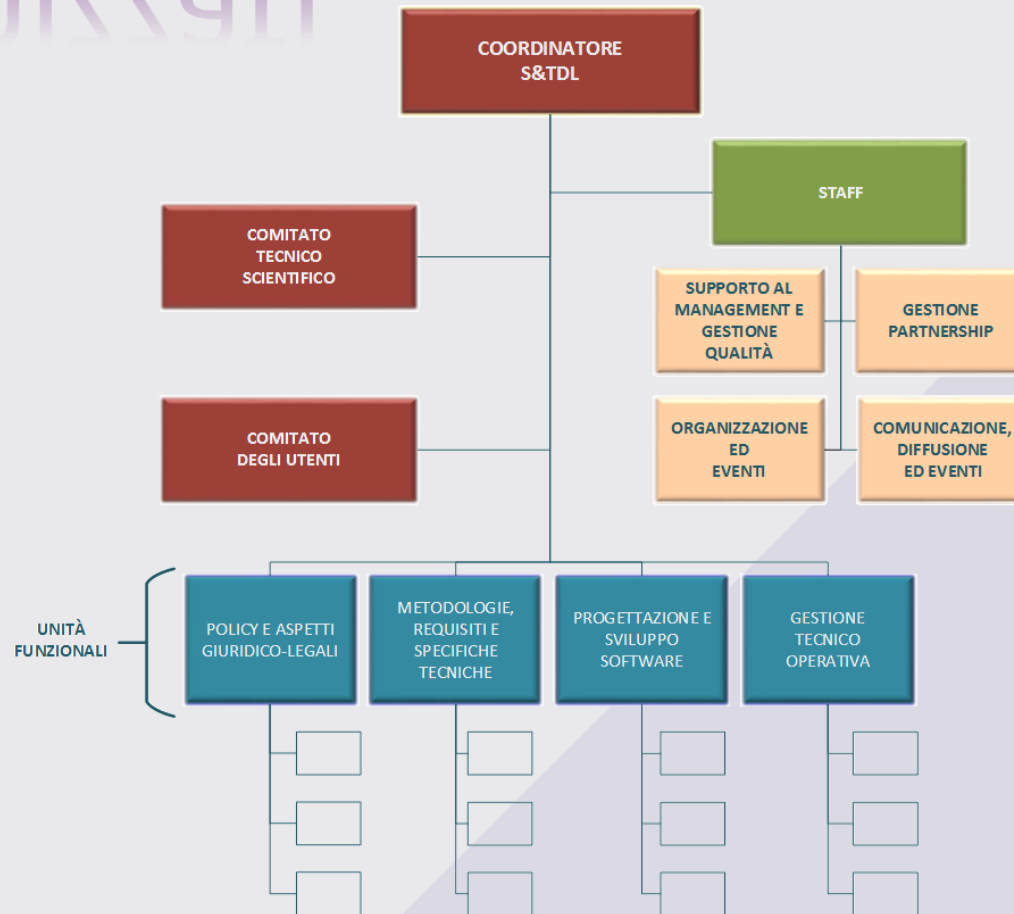 COORDINATORE
S&TDL
STAFF
COMITATO
TECNICO
SCIENTIFICO
SUPPORTO AL
MANAGEMENT E
GESTIONE
QUALITÀ
GESTIONE
PARTNERSHIP
COMITATO
DEGLI UTENTI
ORGANIZZAZIONE
ED
EVENTI
COMUNICAZIONE,
DIFFUSIONE
ED EVENTI
UNITÀ
FUNZIONALI
POLICY E ASPETTI
GIURIDICO-LEGALI
METODOLOGIE,
REQUISITI E
SPECIFICHE
TECNICHE
PROGETTAZIONE E
SVILUPPO
SOFTWARE
GESTIONE
TECNICO
OPERATIVA